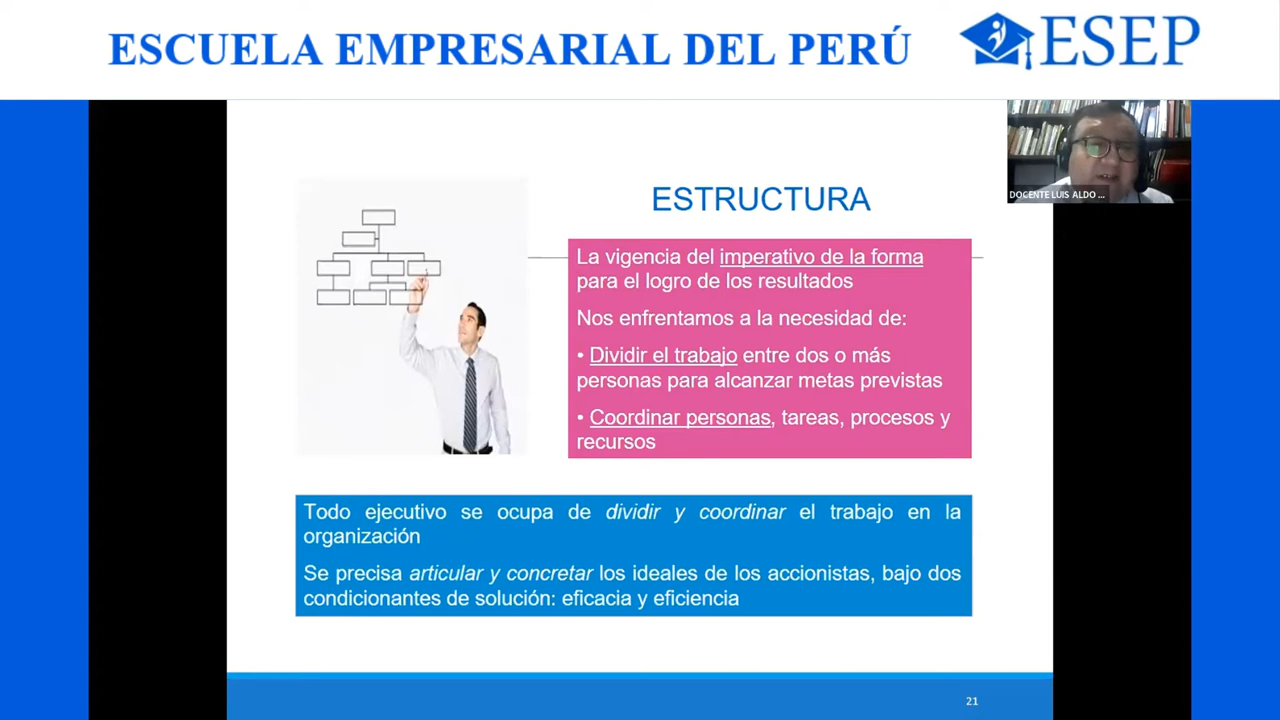 ESCUELA EMPRESARIAL DEL PERÚ
ESEP
DOCENTE LUIS ALDO ...
ESTRUCTURA
La vigencia del imperativo de la forma
para el logro de los resultados
Nos enfrentamos a la necesidad de:
• Dividir el trabajo entre dos o más
personas para alcanzar metas previstas
• Coordinar personas, tareas, procesos y
recursos
Todo ejecutivo se ocupa de dividir y coordinar el trabajo en la
organización
Se precisa articular y concretar los ideales de los accionistas, bajo dos
condicionantes de solución: eficacia y eficiencia
21